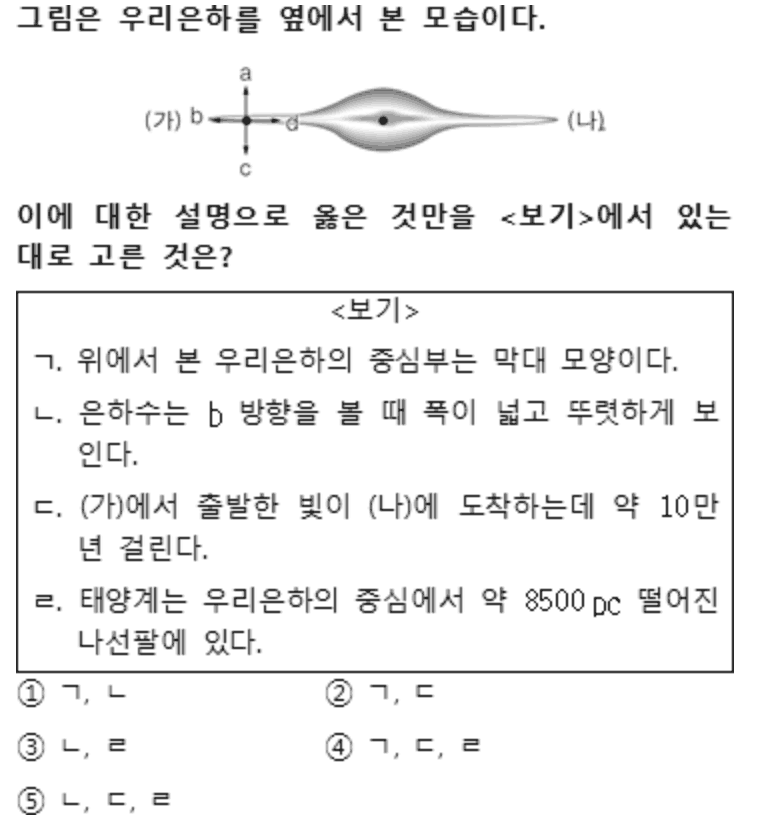 그림은 우리은하를 옆에서 본 모습이다.
a
(가) b d (나)
c
이에 대한 설명으로 옳은 것만을 <보기>에서 있는
대로 고른 것은?
<보기>
ㄱ. 위에서 본 우리은하의 중심부는 막대 모양이다.
ㄴ. 은하수는 b 방향을 볼 때 폭이 넓고 뚜렷하게 보
인다.
ㄷ. (가)에서 출발한 빛이 (나)에 도착하는데 약 10만
년 걸린다.
ㄹ. 태양계는 우리은하의 중심에서 약 8500 pc 떨어진
나선팔에 있다.
① ㄱ, ㄴ ② ㄱ, ㄷ
③ ㄴ, ㄹ ④ ㄱ, ㄷ, ㄹ
⑤ ㄴ, ㄷ, ㄹ